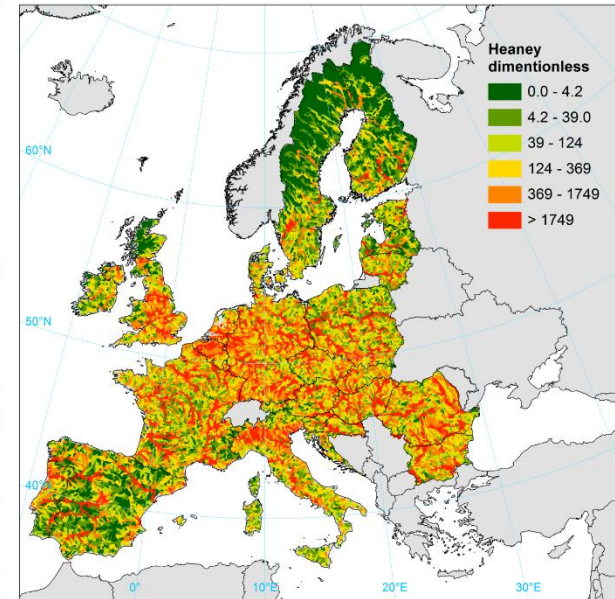 Heaney
dimentionless
0.0 - 4.2
4.2 - 39.0
39 - 124
124 - 369
369 - 1749
> 1749
60°N
50°N
40°N
0°
10°E
20°E
30°E